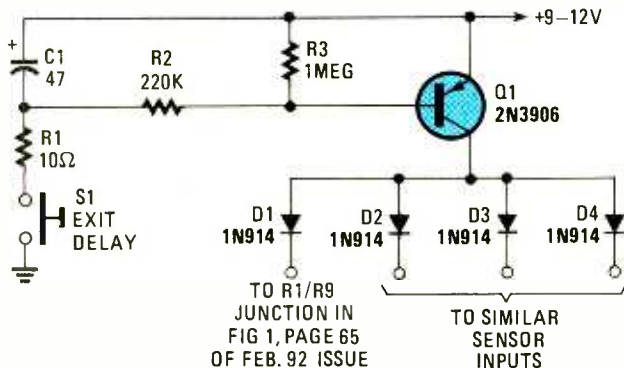 +9–12V
+
C1
47
R2
220K
R3
1MEG
Q1
2N3906
R1
10Ω
S1
EXIT
DELAY
D1
1N914
D2
1N914
D3
1N914
D4
1N914
TO R1/R9
JUNCTION IN
FIG 1, PAGE 65
OF FEB. 92 ISSUE
TO SIMILAR
SENSOR
INPUTS